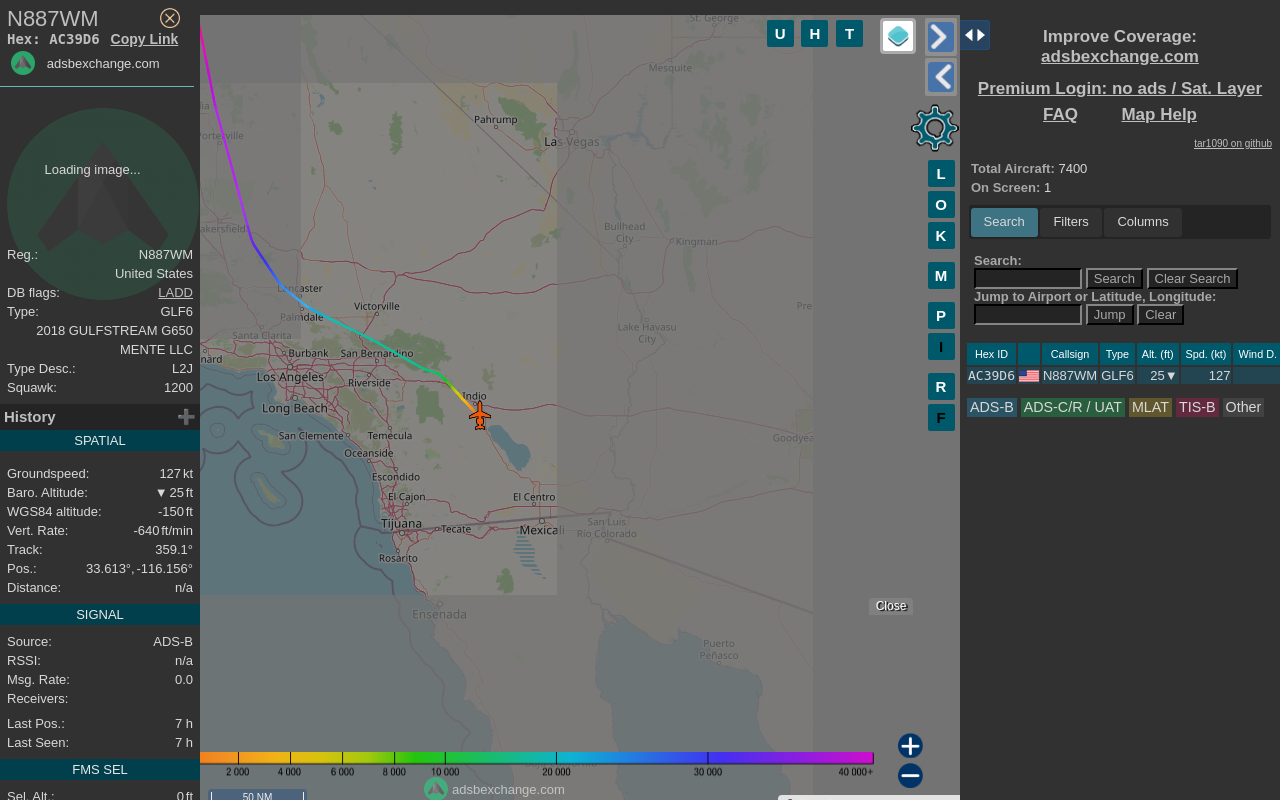 N887WM
Hex: AC39D6 Copy Link
adsbexchange.com
Loading image...
Reg.: N887WM
United States
DB flags: LADD
Type: GLF6
2018 GULFSTREAM G650
MENTE LLC
Type Desc.: L2J
Squawk: 1200
History
SPATIAL
Groundspeed: 127 kt
Baro. Altitude: ▼ 25 ft
WGS84 altitude: -150 ft
Vert. Rate: -640 ft/min
Track: 359.1°
Pos.: 33.613°, -116.156°
Distance: n/a
SIGNAL
Source: ADS-B
RSSI: n/a
Msg. Rate: 0.0
Receivers:
Last Pos.: 7 h
Last Seen: 7 h
FMS SEL
Sel. Alt.: 0 ft
U H T
St. George
Mesquite
Pahrump
Las Vegas
Porterville
Bullhead
City
Kingman
Lancaster
Victorville
Palmdale
Lake Havasu
City
Santa Clarita
Burbank
San Bernardino
Los Angeles
Riverside
Indio
Long Beach
San Clemente
Temecula
Goodyea
Oceanside
Escondido
El Cajon
El Centro
Tijuana
Tecate
Mexicali
San Luis
Río Colorado
Rosarito
Ensenada
Puerto
Peñasco
Close
L
O
K
M
P
I
R
F
2 000 4 000 6 000 8 000 10 000 20 000 30 000 40 000+
adsbexchange.com
50 NM
Improve Coverage:
adsbexchange.com
Premium Login: no ads / Sat. Layer
FAQ Map Help
tar1090 on github
Total Aircraft: 7400
On Screen: 1
Search Filters Columns
Search:
Search Clear Search
Jump to Airport or Latitude, Longitude:
Jump Clear
Hex ID Callsign Type Alt. (ft) Spd. (kt) Wind D.
AC39D6 N887WM GLF6 25▼ 127
ADS-B ADS-C/R / UAT MLAT TIS-B Other